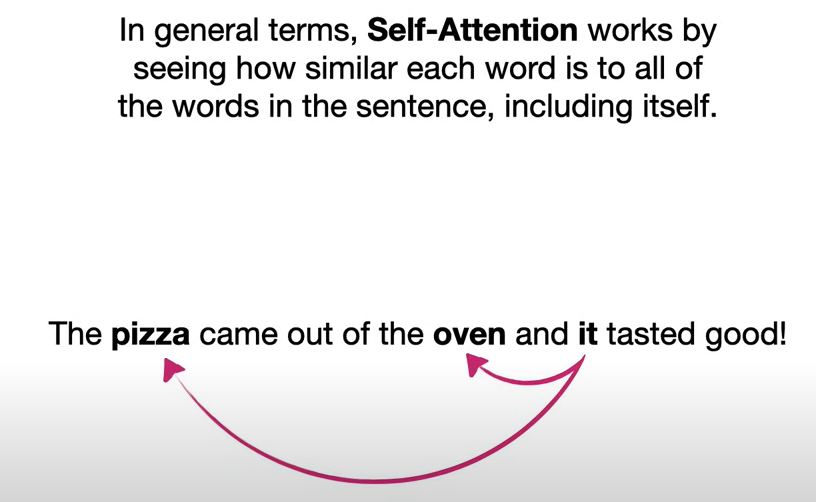 In general terms, Self-Attention works by
seeing how similar each word is to all of
the words in the sentence, including itself.
The pizza came out of the oven and it tasted good!